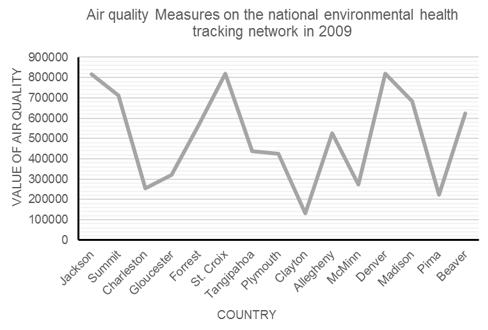 Air quality Measures on the national environmental health
tracking network in 2009
VALUE OF AIR QUALITY
900000
800000
700000
600000
500000
400000
300000
200000
100000
0
Jackson
Summit
Charleston
Gloucester
Forrest
St. Croix
Tangipahoa
Plymouth
Clayton
Allegheny
McMinn
Denver
Madison
Pima
Beaver
COUNTRY